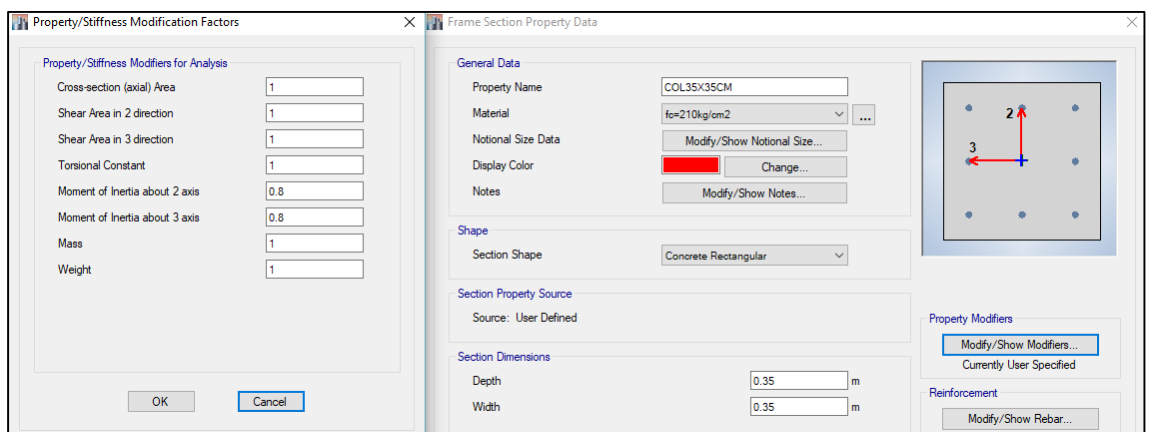 Property/Stiffness Modification Factors
Property/Stiffness Modifiers for Analysis
Cross-section (axial) Area 1
Shear Area in 2 direction 1
Shear Area in 3 direction 1
Torsional Constant 1
Moment of Inertia about 2 axis 0.8
Moment of Inertia about 3 axis 0.8
Mass 1
Weight 1
OK Cancel
Frame Section Property Data
General Data
Property Name COL35X35CM
Material fc=210kg/cm2 ...
Notional Size Data Modify/Show Notional Size...
Display Color Change...
Notes Modify/Show Notes...
Shape
Section Shape Concrete Rectangular
Section Property Source
Source: User Defined
Section Dimensions
Depth 0.35 m
Width 0.35 m
2
3
Property Modifiers
Modify/Show Modifiers...
Currently User Specified
Reinforcement
Modify/Show Rebar...